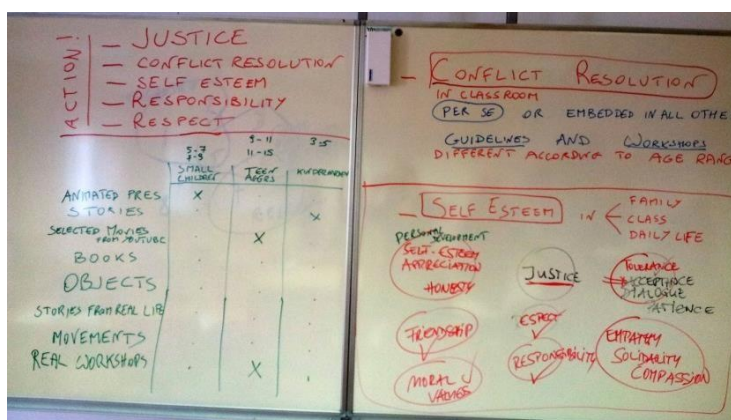 ACTION!
— JUSTICE
— CONFLICT RESOLUTION
— SELF ESTEEM
— RESPONSIBILITY
— RESPECT
5-7 9-11 3-5
7-9 11-15
SMALL CHILDREN TEEN AGERS
ANIMATED PRES X
STORIES X
SELECTED MOVIES FROM YOUTUBE X
BOOKS
OBJECTS
STORIES FROM REAL LIFE
MOVEMENTS
REAL WORKSHOPS X
— CONFLICT RESOLUTION
IN CLASSROOM
PER SE OR EMBEDDED IN ALL OTHE
GUIDELINES AND WORKSHOPS
DIFFERENT ACCORDING TO AGE RANG
— SELF ESTEEM IN
FAMILY
CLASS
DAILY LIFE
PERSONAL DEVELOPMENT
SELF-ESTEEM
APPRECIATION
HONESTY
JUSTICE
TOLERANCE
ACCEPTANCE
DIALOGUE
PATIENCE
FRIENDSHIP
ESPECT
RESPONSIBILITY
EMPATHY
SOLIDARITY
COMPASSION
MORAL
VALUES